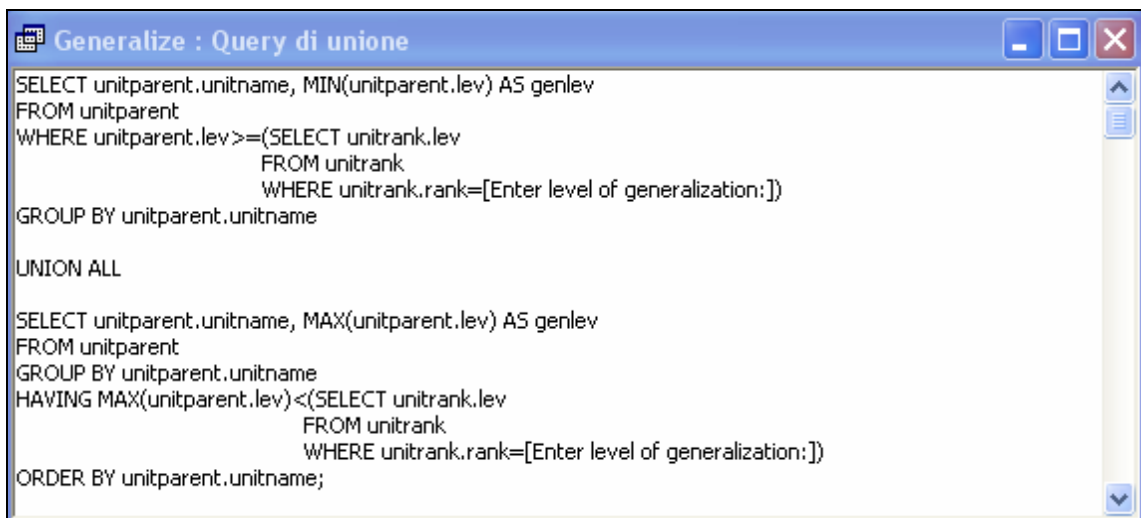 Generalize : Query di unione
SELECT unitparent.unitname, MIN(unitparent.lev) AS genlev
FROM unitparent
WHERE unitparent.lev>=(SELECT unitrank.lev
FROM unitrank
WHERE unitrank.rank=[Enter level of generalization:])
GROUP BY unitparent.unitname
UNION ALL
SELECT unitparent.unitname, MAX(unitparent.lev) AS genlev
FROM unitparent
GROUP BY unitparent.unitname
HAVING MAX(unitparent.lev)<(SELECT unitrank.lev
FROM unitrank
WHERE unitrank.rank=[Enter level of generalization:])
ORDER BY unitparent.unitname;